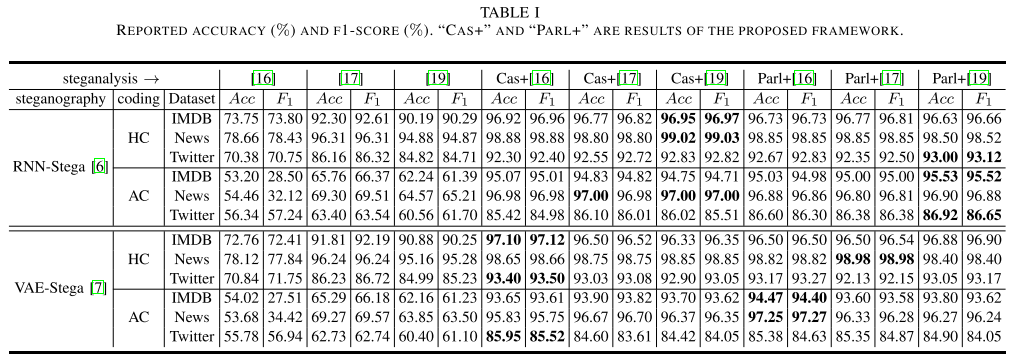 TABLE I
REPORTED ACCURACY (%) AND F1-SCORE (%). "CAS+" AND "PARL+" ARE RESULTS OF THE PROPOSED FRAMEWORK.
steganalysis → [16] [17] [19] Cas+[16] Cas+[17] Cas+[19] Parl+[16] Parl+[17] Parl+[19]
steganography coding Dataset Acc F1 Acc F1 Acc F1 Acc F1 Acc F1 Acc F1 Acc F1 Acc F1 Acc F1
RNN-Stega [6] HC IMDB 73.75 73.80 92.30 92.61 90.19 90.29 96.92 96.96 96.77 96.82 96.95 96.97 96.73 96.73 96.77 96.81 96.63 96.66
News 78.66 78.43 96.31 96.31 94.88 94.87 98.88 98.88 98.80 98.80 99.02 99.03 98.85 98.85 98.85 98.85 98.50 98.52
Twitter 70.38 70.75 86.16 86.32 84.82 84.71 92.30 92.40 92.55 92.72 92.83 92.82 92.67 92.83 92.35 92.50 93.00 93.12
AC IMDB 53.20 28.50 65.76 66.37 62.24 61.39 95.07 95.01 94.83 94.82 94.75 94.71 95.03 94.98 95.00 95.00 95.53 95.52
News 54.46 32.12 69.30 69.51 64.57 65.21 96.98 96.98 97.00 96.98 97.00 97.00 96.88 96.86 96.80 96.81 96.90 96.88
Twitter 56.34 57.24 63.40 63.54 60.56 61.70 85.42 84.98 86.10 86.01 86.02 85.51 86.60 86.30 86.38 86.38 86.92 86.65
VAE-Stega [7] HC IMDB 72.76 72.41 91.81 92.19 90.88 90.25 97.10 97.12 96.50 96.52 96.33 96.35 96.50 96.50 96.50 96.54 96.88 96.90
News 78.12 77.84 96.24 96.24 95.16 95.28 98.65 98.66 98.75 98.75 98.85 98.85 98.82 98.82 98.98 98.98 98.40 98.40
Twitter 70.84 71.75 86.23 86.72 84.99 85.23 93.40 93.50 93.03 93.08 92.90 93.05 93.17 93.27 92.13 92.15 93.05 93.17
AC IMDB 54.02 27.51 65.29 66.18 62.16 61.23 93.65 93.61 93.90 93.82 93.70 93.62 94.47 94.40 93.60 93.58 93.80 93.62
News 53.68 34.42 69.27 69.57 63.85 63.50 95.83 95.75 96.67 96.70 96.37 96.35 97.25 97.27 96.33 96.28 96.27 96.24
Twitter 55.78 56.94 62.73 62.74 60.40 61.10 85.95 85.52 84.60 83.61 84.42 84.05 85.38 84.63 85.35 84.87 84.90 84.05